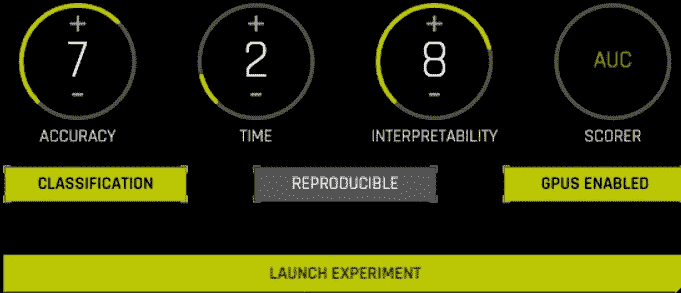 + + +
7 2 8 AUC
- - -
ACCURACY TIME INTERPRETABILITY SCORER
CLASSIFICATION REPRODUCIBLE GPUS ENABLED
LAUNCH EXPERIMENT